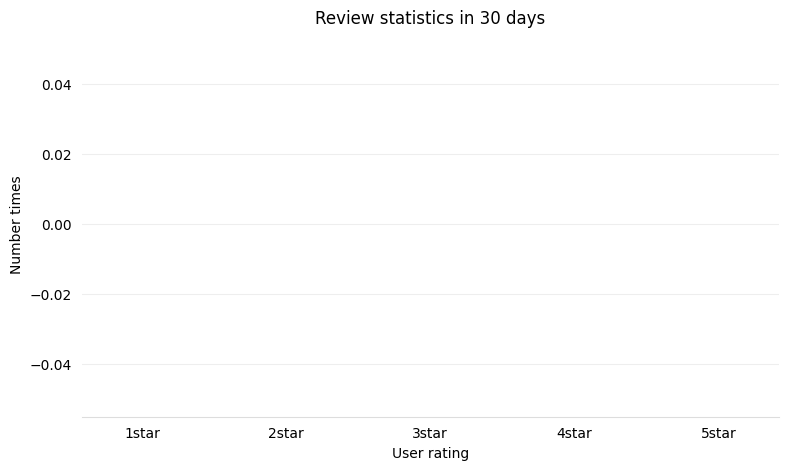 Review statistics in 30 days
0.04
0.02
0.00
−0.02
−0.04
Number times
1star 2star 3star 4star 5star
User rating